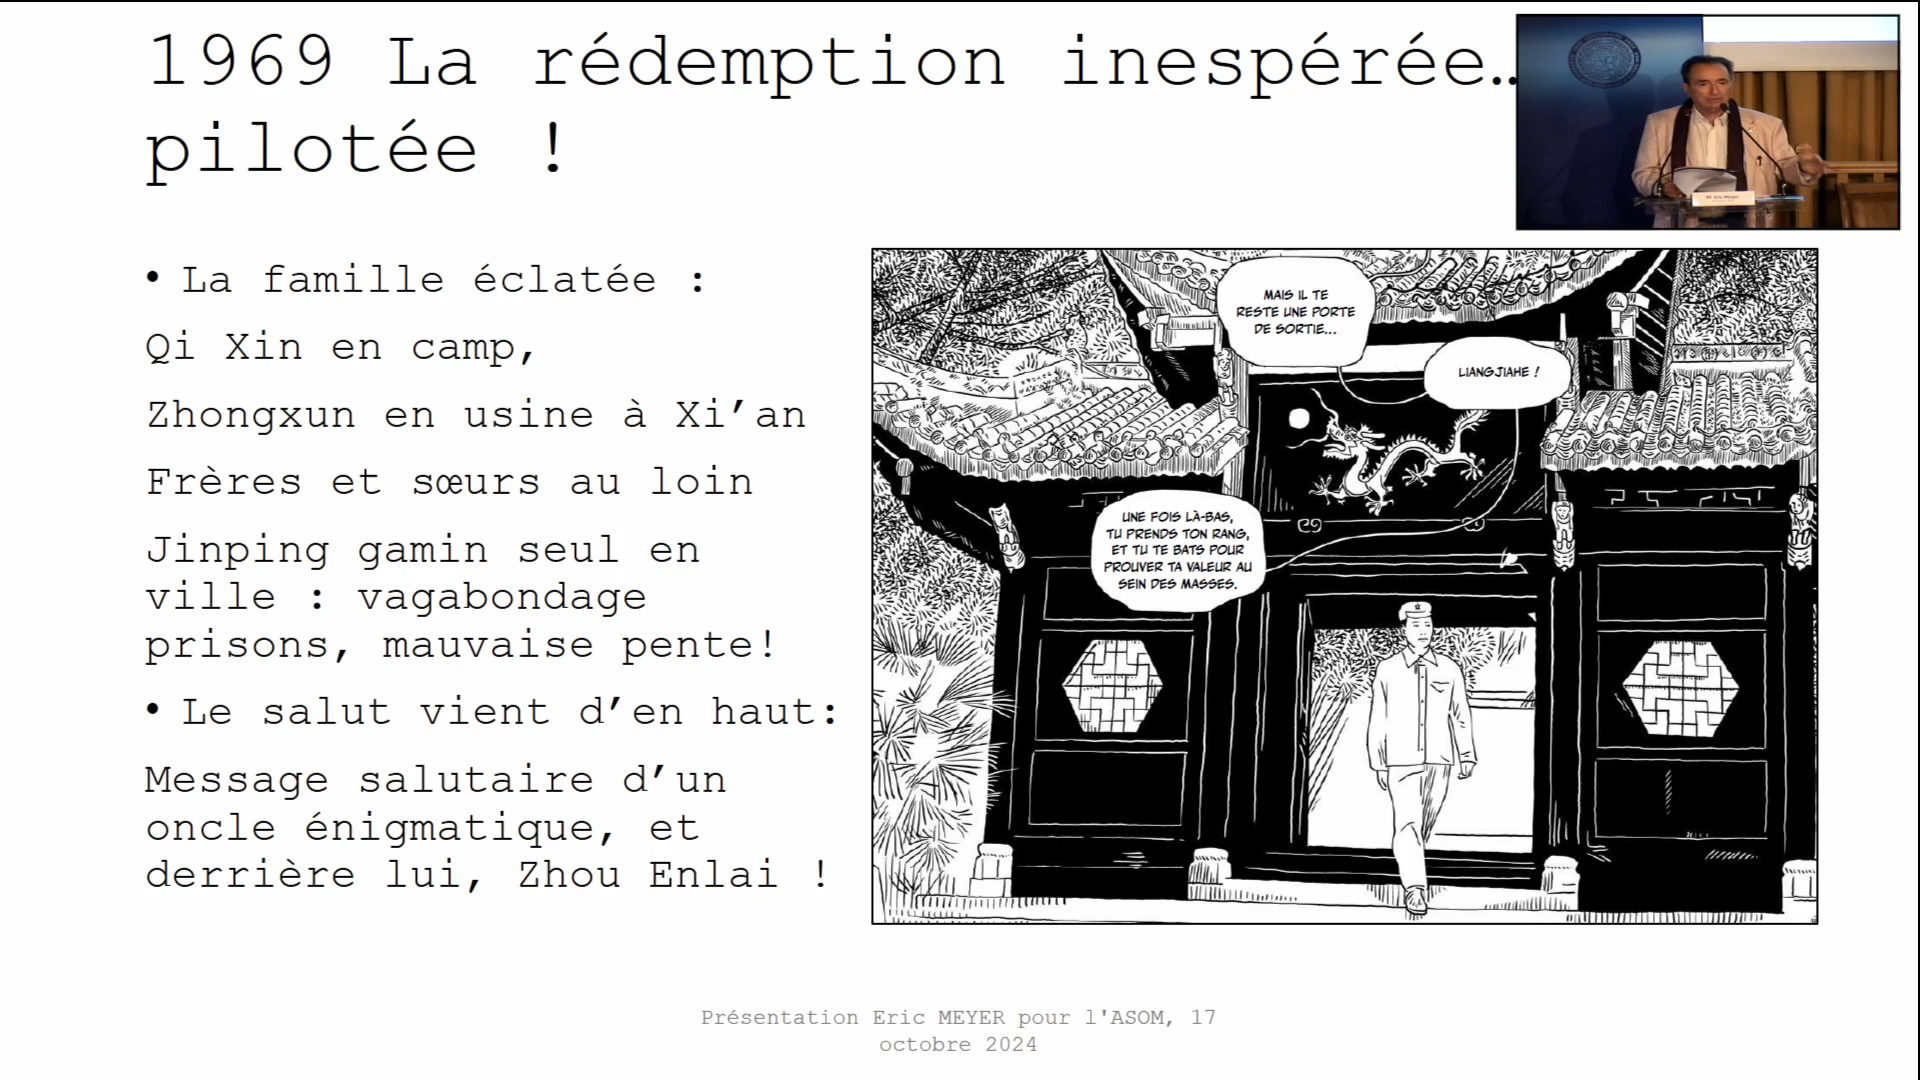 1969 La rédemption inespérée…
pilotée !
• La famille éclatée :
Qi Xin en camp,
Zhongxun en usine à Xi’an
Frères et sœurs au loin
Jinping gamin seul en
ville : vagabondage
prisons, mauvaise pente!
• Le salut vient d’en haut:
Message salutaire d’un
oncle énigmatique, et
derrière lui, Zhou Enlai !
MAIS IL TE
RESTE UNE PORTE
DE SORTIE...
LIANGJIAHE !
UNE FOIS LÀ-BAS,
TU PRENDS TON RANG,
ET TU TE BATS POUR
PROUVER TA VALEUR AU
SEIN DES MASSES.
M. Eric Meyer
Présentation Eric MEYER pour l'ASOM, 17
octobre 2024